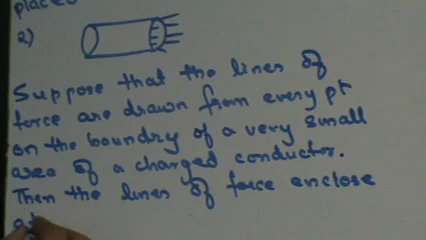 placed
2)
Suppose that the lines of
force are drawn from every pt
on the boundry of a very small
area of a charged conductor.
Then the lines of force enclose